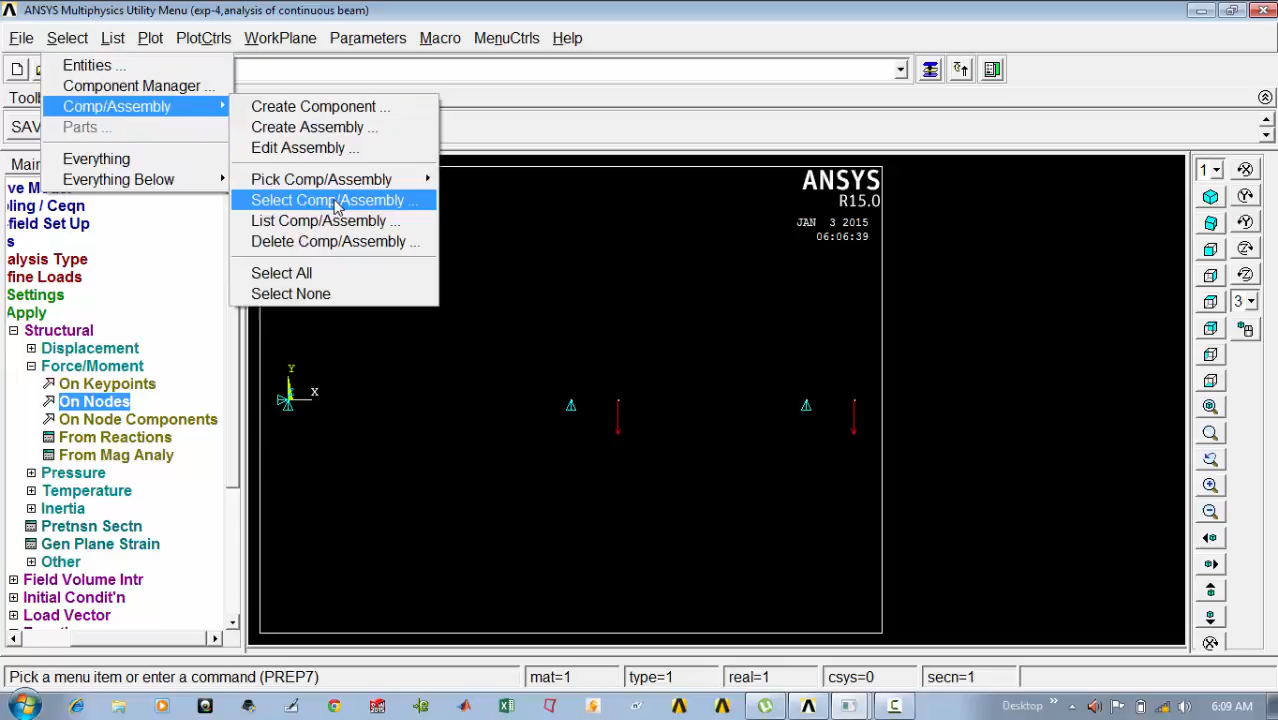 ANSYS Multiphysics Utility Menu (exp-4,analysis of continuous beam)
File Select List Plot PlotCtrls WorkPlane Parameters Macro MenuCtrls Help
Entities ...
Component Manager ...
Comp/Assembly
Parts ...
Everything
Everything Below
Create Component ...
Create Assembly ...
Edit Assembly ...
Pick Comp/Assembly
Select Comp/Assembly ...
List Comp/Assembly ...
Delete Comp/Assembly ...
Select All
Select None
Toolb
SAV
Main
ve M
pling / Ceqn
-field Set Up
s
alysis Type
fine Loads
Settings
Apply
Structural
Displacement
Force/Moment
On Keypoints
On Nodes
On Node Components
From Reactions
From Mag Analy
Pressure
Temperature
Inertia
Pretnsn Sectn
Gen Plane Strain
Other
Field Volume Intr
Initial Condit'n
Load Vector
ANSYS
R15.0
JAN 3 2015
06:06:39
Y
X
1
3
Pick a menu item or enter a command (PREP7)
mat=1
type=1
real=1
csys=0
secn=1
Desktop
6:09 AM